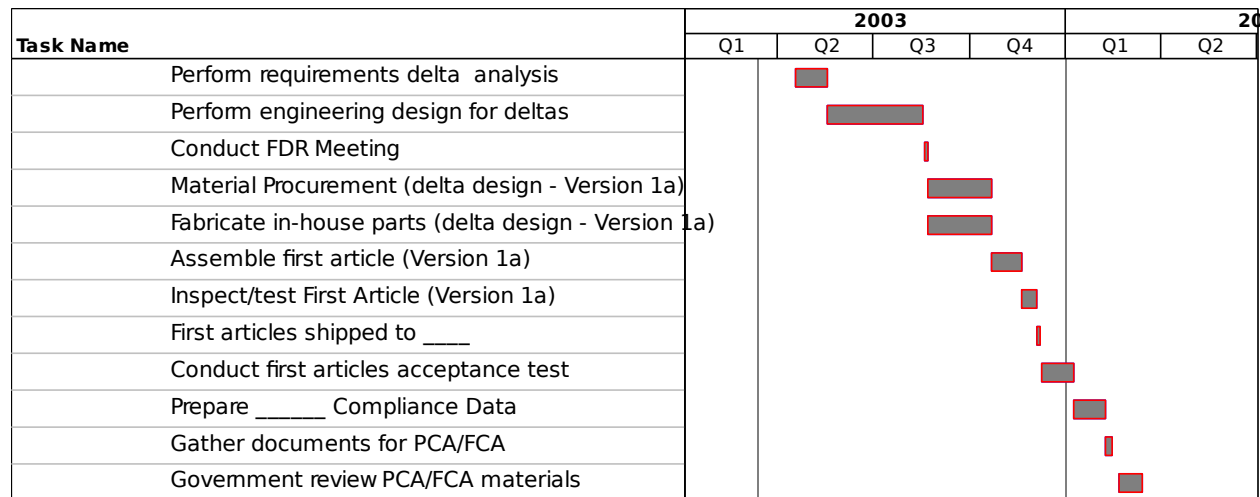 2003 20
Task Name Q1 Q2 Q3 Q4 Q1 Q2
Perform requirements delta analysis
Perform engineering design for deltas
Conduct FDR Meeting
Material Procurement (delta design - Version 1a)
Fabricate in-house parts (delta design - Version 1a)
Assemble first article (Version 1a)
Inspect/test First Article (Version 1a)
First articles shipped to ____
Conduct first articles acceptance test
Prepare ______ Compliance Data
Gather documents for PCA/FCA
Government review PCA/FCA materials